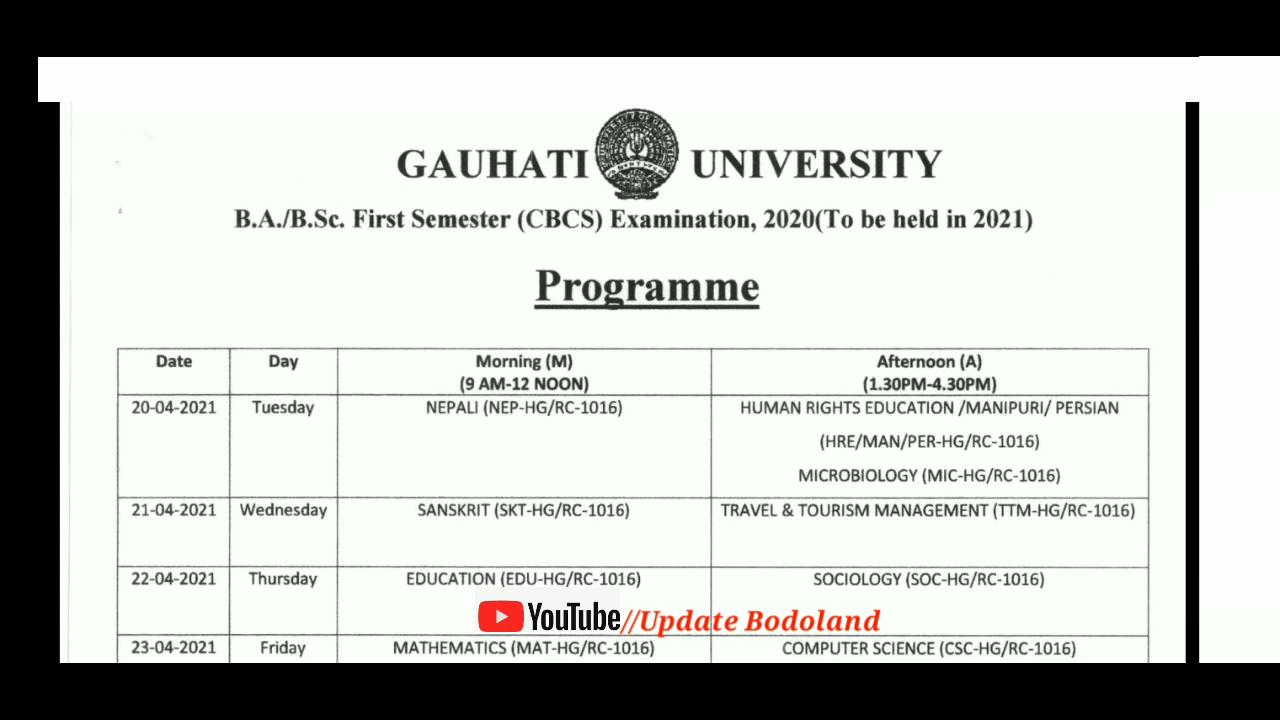 GAUHATI UNIVERSITY
B.A./B.Sc. First Semester (CBCS) Examination, 2020(To be held in 2021)
Programme
Date Day Morning (M) Afternoon (A)
(9 AM-12 NOON) (1.30PM-4.30PM)
20-04-2021 Tuesday NEPALI (NEP-HG/RC-1016) HUMAN RIGHTS EDUCATION /MANIPURI/ PERSIAN
(HRE/MAN/PER-HG/RC-1016)
MICROBIOLOGY (MIC-HG/RC-1016)
21-04-2021 Wednesday SANSKRIT (SKT-HG/RC-1016) TRAVEL & TOURISM MANAGEMENT (TTM-HG/RC-1016)
22-04-2021 Thursday EDUCATION (EDU-HG/RC-1016) SOCIOLOGY (SOC-HG/RC-1016)
YouTube//Update Bodoland
23-04-2021 Friday MATHEMATICS (MAT-HG/RC-1016) COMPUTER SCIENCE (CSC-HG/RC-1016)